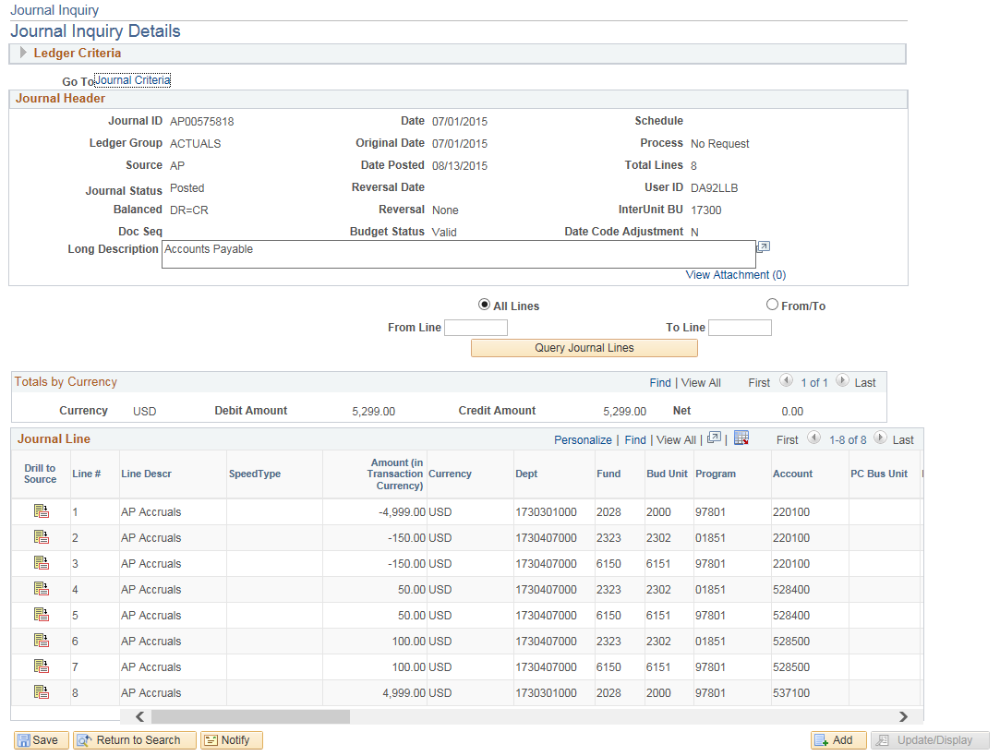 Journal Inquiry
Journal Inquiry Details
Ledger Criteria
Go To Journal Criteria
Journal Header
Journal ID AP00575818 Date 07/01/2015 Schedule
Ledger Group ACTUALS Original Date 07/01/2015 Process No Request
Source AP Date Posted 08/13/2015 Total Lines 8
Journal Status Posted Reversal Date User ID DA92LLB
Balanced DR=CR Reversal None InterUnit BU 17300
Doc Seq Budget Status Valid Date Code Adjustment N
Long Description Accounts Payable
View Attachment (0)
All Lines From/To
From Line To Line
Query Journal Lines
Totals by Currency Find | View All First 1 of 1 Last
Currency USD Debit Amount 5,299.00 Credit Amount 5,299.00 Net 0.00
Journal Line Personalize | Find | View All | | First 1-8 of 8 Last
Drill to Source Line # Line Descr SpeedType Amount (in Transaction Currency) Currency Dept Fund Bud Unit Program Account PC Bus Unit
1 AP Accruals -4,999.00 USD 1730301000 2028 2000 97801 220100
2 AP Accruals -150.00 USD 1730407000 2323 2302 01851 220100
3 AP Accruals -150.00 USD 1730407000 6150 6151 97801 220100
4 AP Accruals 50.00 USD 1730407000 2323 2302 01851 528400
5 AP Accruals 50.00 USD 1730407000 6150 6151 97801 528400
6 AP Accruals 100.00 USD 1730407000 2323 2302 01851 528500
7 AP Accruals 100.00 USD 1730407000 6150 6151 97801 528500
8 AP Accruals 4,999.00 USD 1730301000 2028 2000 97801 537100
Save Return to Search Notify Add Update/Display